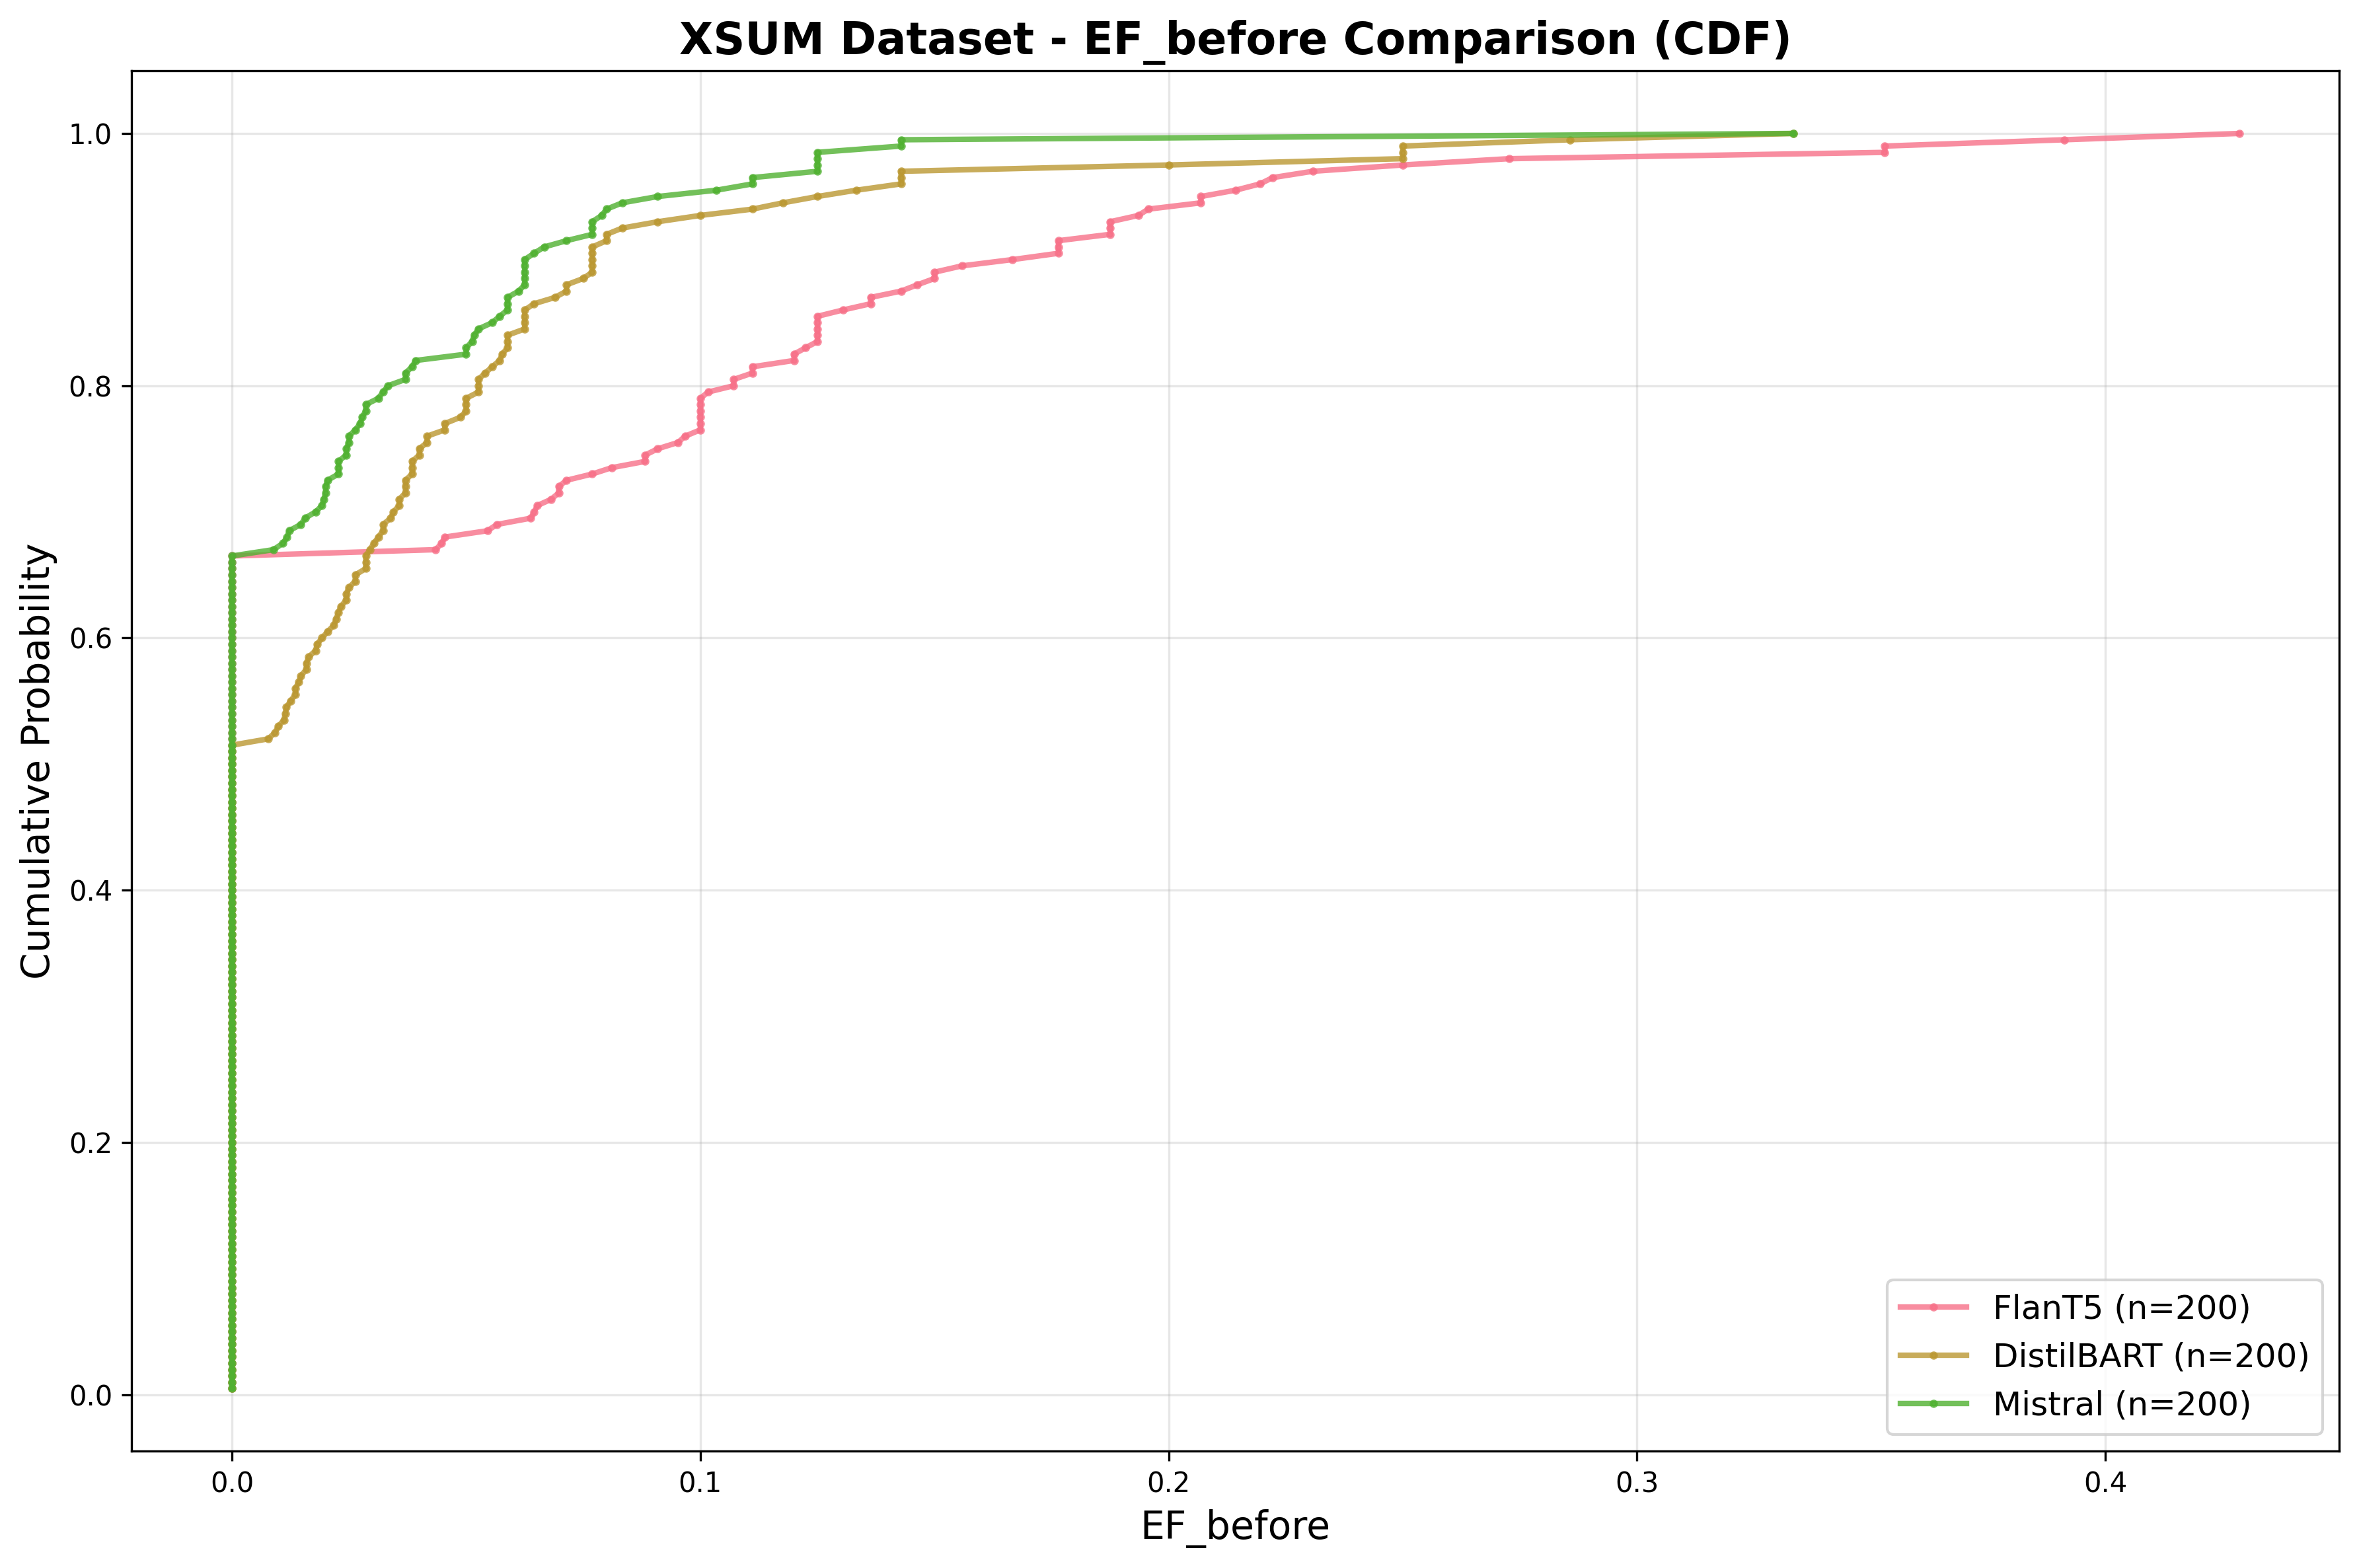 XSUM Dataset - EF_before Comparison (CDF)
Cumulative Probability
1.0
0.8
0.6
0.4
0.2
0.0
0.0 0.1 0.2 0.3 0.4
EF_before
FlanT5 (n=200)
DistilBART (n=200)
Mistral (n=200)